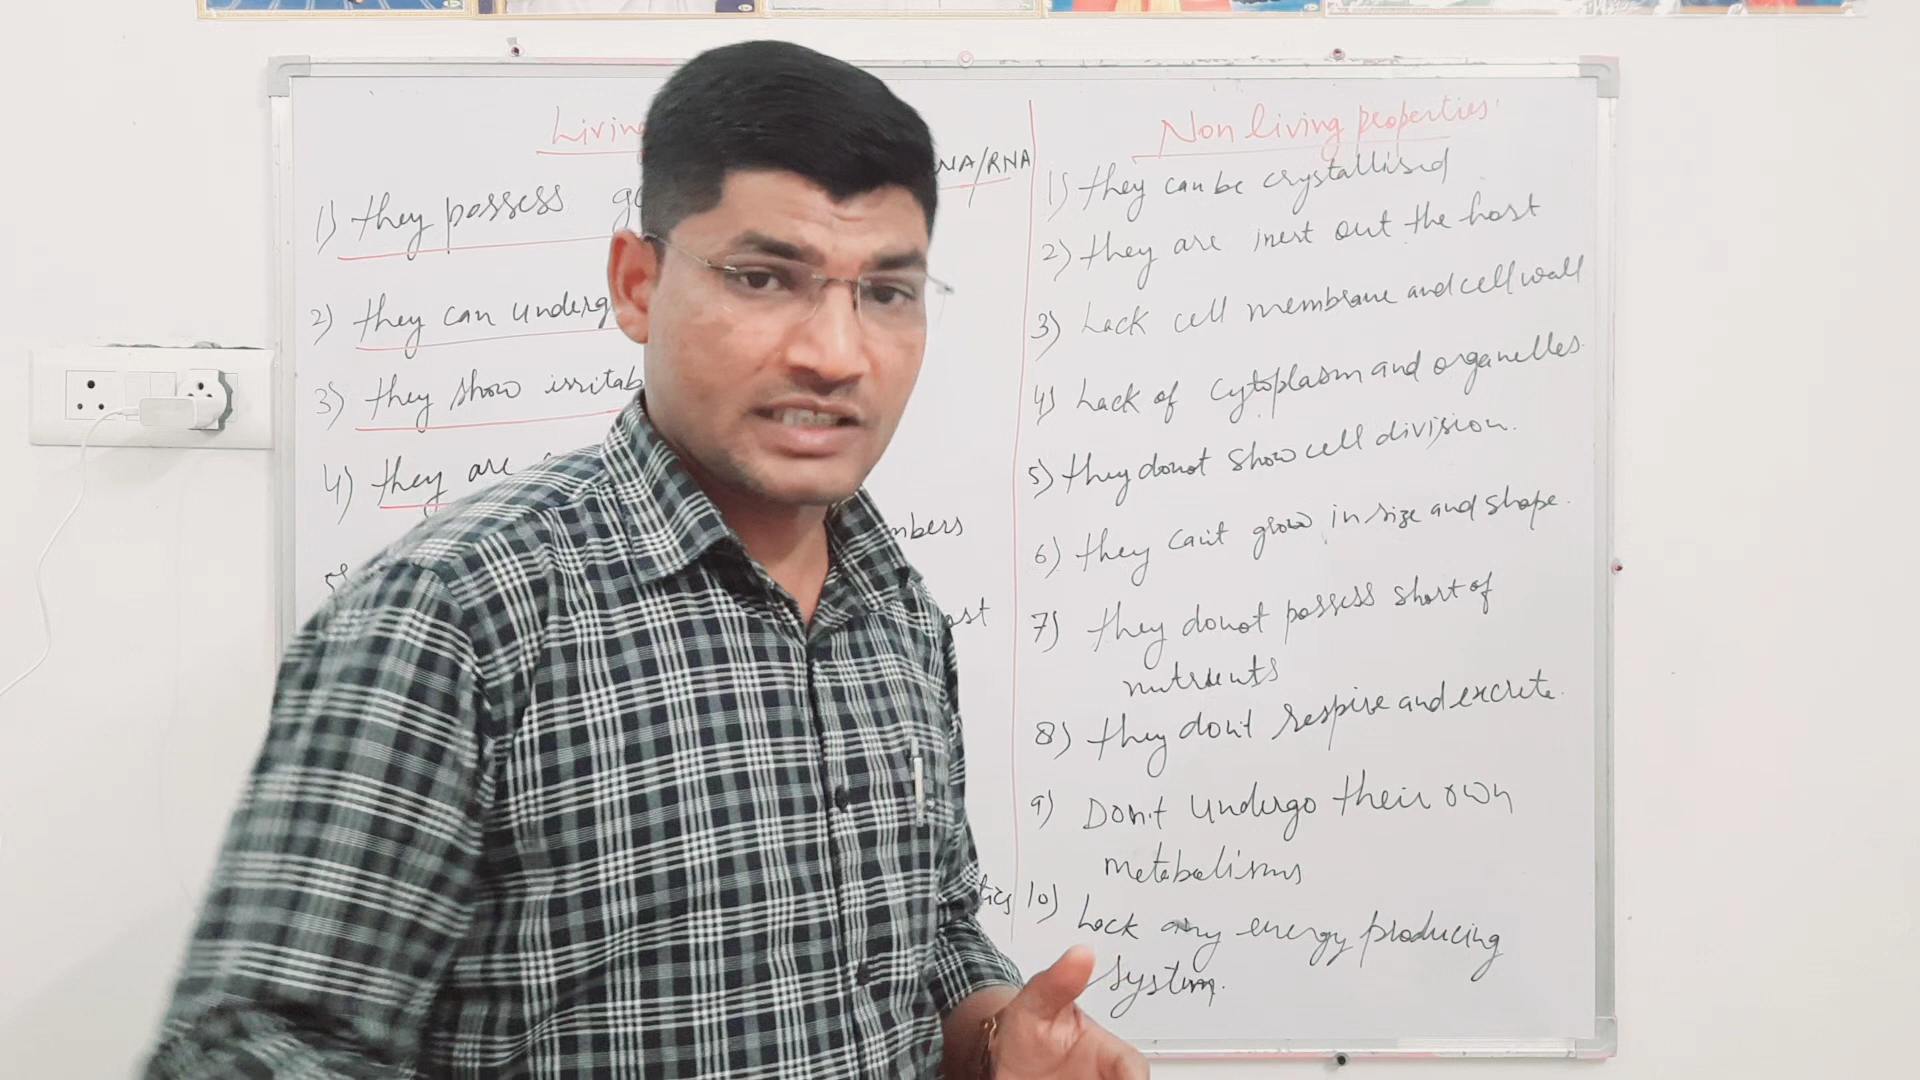 Living
NA/RNA
1) they possess ge
2) they can underg
3) they show irritab
4) they are
mbers
ost
tics
Non living properties
1) they can be crystallised
2) they are inert out the host
3) Lack cell membrane and cell wall
4) Lack of cytoplasm and organelles.
5) they donot show cell division.
6) they can't grow in size and shape.
7) they donot possess short of
nutrients
8) they don't respire and excrete.
9) Don't undergo their own
metabolisms
10) Lack any energy producing
system.